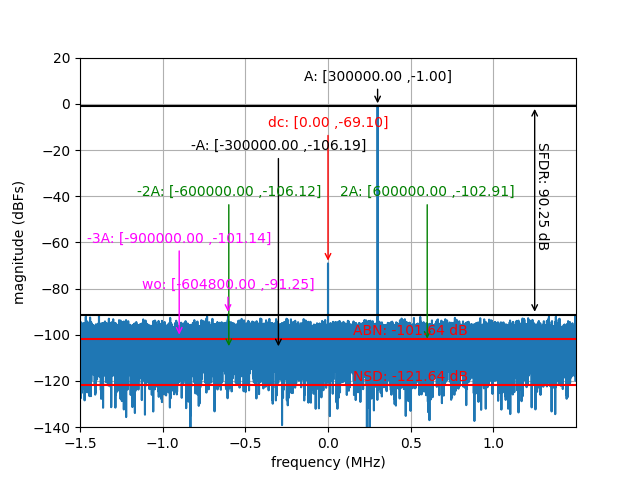 20
0
−20
−40
−60
−80
−100
−120
−140
−1.5
−1.0
−0.5
0.0
0.5
1.0
magnitude (dBFs)
frequency (MHz)
A: [300000.00 ,-1.00]
dc: [0.00 ,-69.10]
-A: [-300000.00 ,-106.19]
-2A: [-600000.00 ,-106.12]
2A: [600000.00 ,-102.91]
-3A: [-900000.00 ,-101.14]
wo: [-604800.00 ,-91.25]
SFDR: 90.25 dB
ABN: -101.64 dB
NSD: -121.64 dB